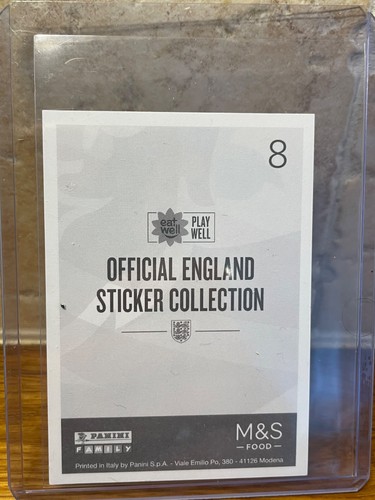 8
eat well PLAY WELL
OFFICIAL ENGLAND
STICKER COLLECTION
PANINI
FAMILY
M&S
FOOD
Printed in Italy by Panini S.p.A. - Viale Emilio Po, 380 - 41126 Modena